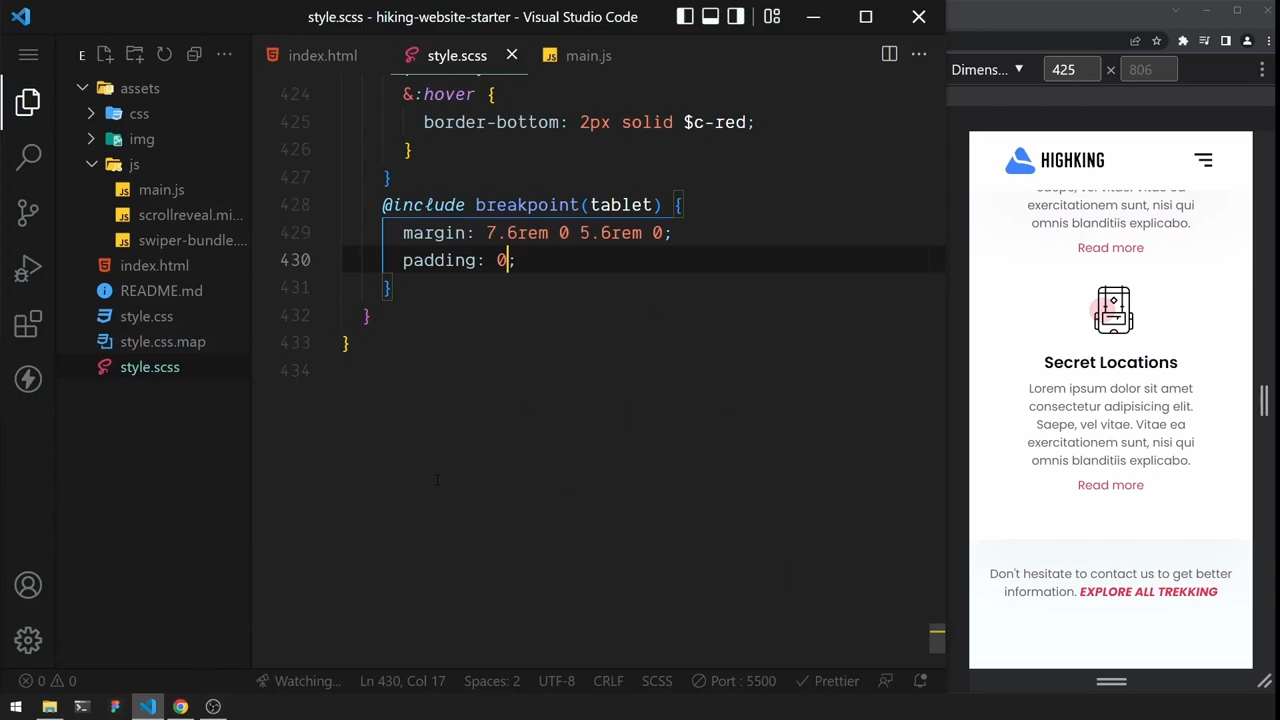 style.scss - hiking-website-starter - Visual Studio Code
E
assets
css
img
js
main.js
scrollreveal.mi...
swiper-bundle....
index.html
README.md
style.css
style.css.map
style.scss
index.html
style.scss
main.js
424 &:hover {
425 border-bottom: 2px solid $c-red;
426 }
427 }
428 @include breakpoint(tablet) {
429 margin: 7.6rem 0 5.6rem 0;
430 padding: 0;
431 }
432 }
433 }
434
0 0
Watching...
Ln 430, Col 17
Spaces: 2
UTF-8
CRLF
SCSS
Port : 5500
Prettier
Dimens... 425 × 806
HIGHKING
exercitationem sunt, nisi qui
omnis blanditiis explicabo.
Read more
Secret Locations
Lorem ipsum dolor sit amet
consectetur adipisicing elit.
Saepe, vel vitae. Vitae ea
exercitationem sunt, nisi qui
omnis blanditiis explicabo.
Read more
Don't hesitate to contact us to get better
information. EXPLORE ALL TREKKING